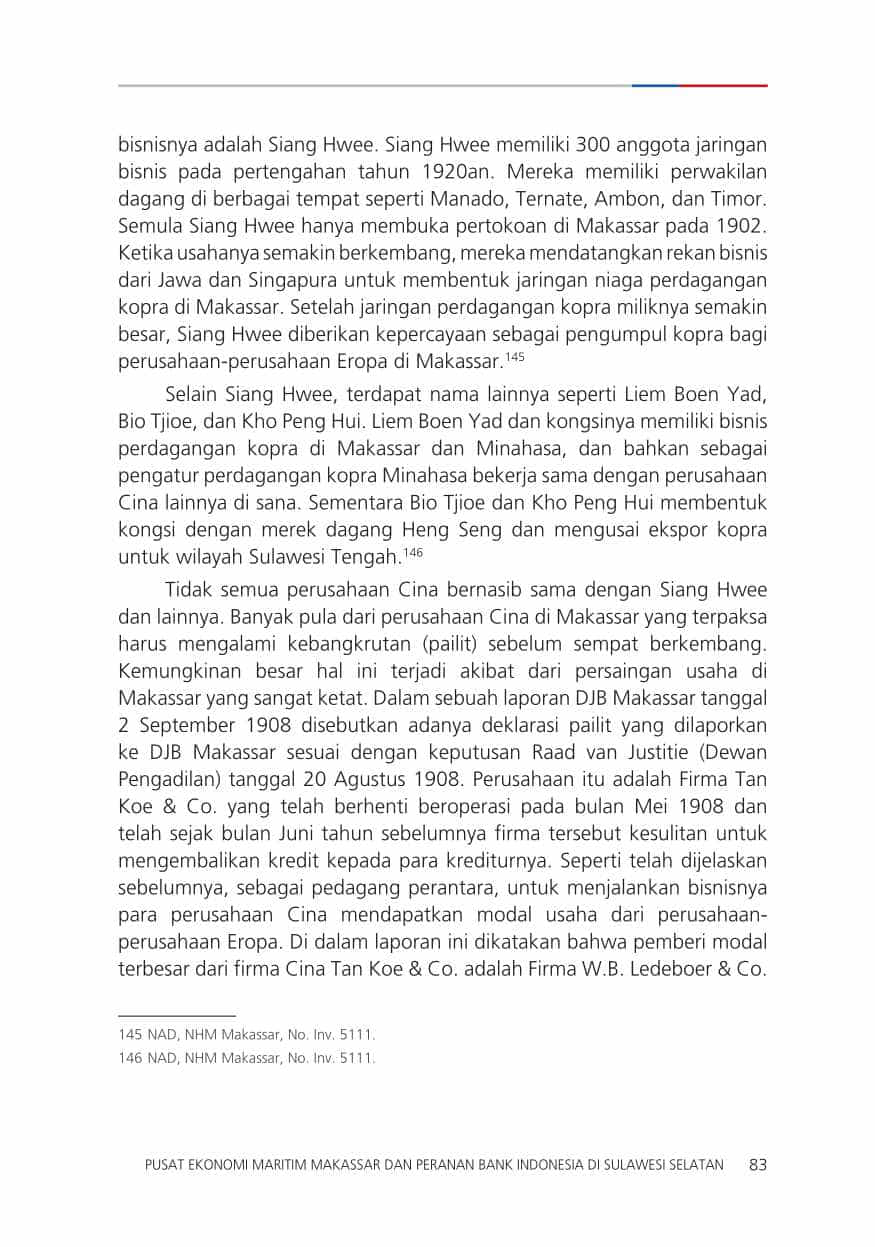 bisnisnya adalah Siang Hwee. Siang Hwee memiliki 300 anggota jaringan
bisnis pada pertengahan tahun 1920an. Mereka memiliki perwakilan
dagang di berbagai tempat seperti Manado, Ternate, Ambon, dan Timor.
Semula Siang Hwee hanya membuka pertokoan di Makassar pada 1902.
Ketika usahanya semakin berkembang, mereka mendatangkan rekan bisnis
dari Jawa dan Singapura untuk membentuk jaringan niaga perdagangan
kopra di Makassar. Setelah jaringan perdagangan kopra miliknya semakin
besar, Siang Hwee diberikan kepercayaan sebagai pengumpul kopra bagi
perusahaan-perusahaan Eropa di Makassar.145
Selain Siang Hwee, terdapat nama lainnya seperti Liem Boen Yad,
Bio Tjioe, dan Kho Peng Hui. Liem Boen Yad dan kongsinya memiliki bisnis
perdagangan kopra di Makassar dan Minahasa, dan bahkan sebagai
pengatur perdagangan kopra Minahasa bekerja sama dengan perusahaan
Cina lainnya di sana. Sementara Bio Tjioe dan Kho Peng Hui membentuk
kongsi dengan merek dagang Heng Seng dan mengusai ekspor kopra
untuk wilayah Sulawesi Tengah.146
Tidak semua perusahaan Cina bernasib sama dengan Siang Hwee
dan lainnya. Banyak pula dari perusahaan Cina di Makassar yang terpaksa
harus mengalami kebangkrutan (pailit) sebelum sempat berkembang.
Kemungkinan besar hal ini terjadi akibat dari persaingan usaha di
Makassar yang sangat ketat. Dalam sebuah laporan DJB Makassar tanggal
2 September 1908 disebutkan adanya deklarasi pailit yang dilaporkan
ke DJB Makassar sesuai dengan keputusan Raad van Justitie (Dewan
Pengadilan) tanggal 20 Agustus 1908. Perusahaan itu adalah Firma Tan
Koe & Co. yang telah berhenti beroperasi pada bulan Mei 1908 dan
telah sejak bulan Juni tahun sebelumnya firma tersebut kesulitan untuk
mengembalikan kredit kepada para krediturnya. Seperti telah dijelaskan
sebelumnya, sebagai pedagang perantara, untuk menjalankan bisnisnya
para perusahaan Cina mendapatkan modal usaha dari perusahaan-
perusahaan Eropa. Di dalam laporan ini dikatakan bahwa pemberi modal
terbesar dari firma Cina Tan Koe & Co. adalah Firma W.B. Ledeboer & Co.
145 NAD, NHM Makassar, No. Inv. 5111.
146 NAD, NHM Makassar, No. Inv. 5111.
PUSAT EKONOMI MARITIM MAKASSAR DAN PERANAN BANK INDONESIA DI SULAWESI SELATAN 83